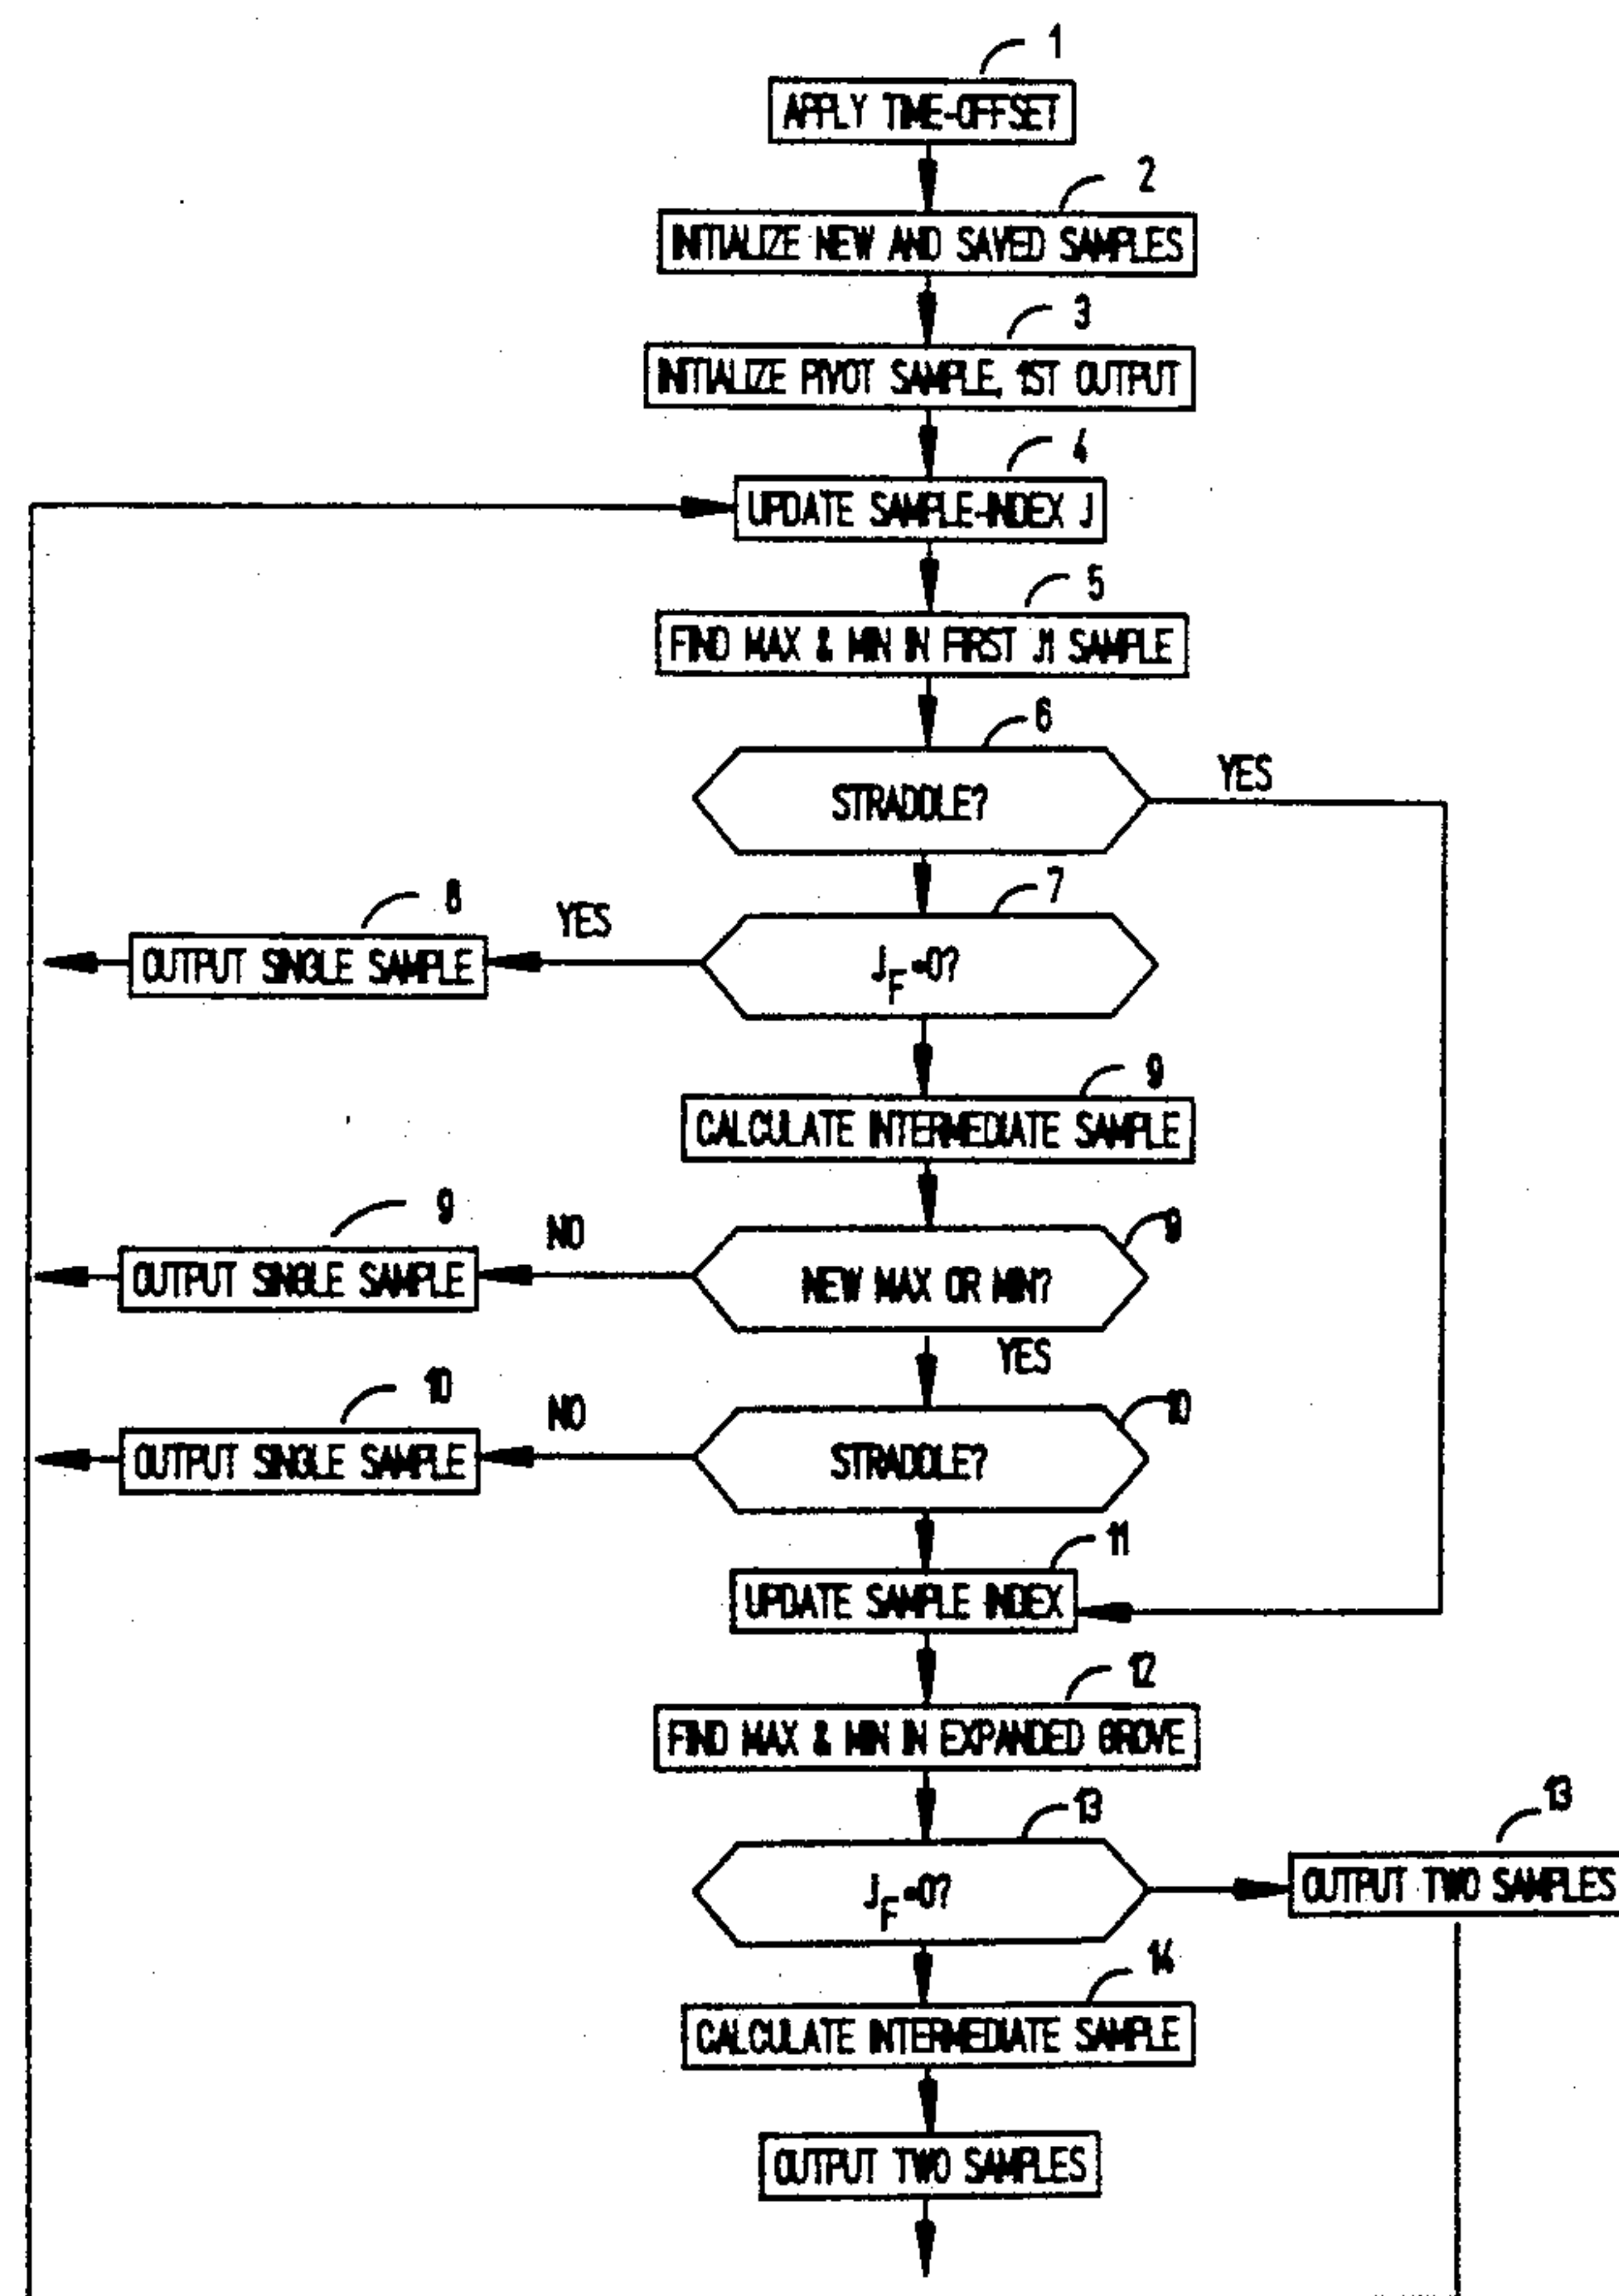 1
APPLY TIME-OFFSET
2
INITIALIZE NEW AND SAVED SAMPLES
3
INITIALIZE PIVOT SAMPLE, 1ST OUTPUT
4
UPDATE SAMPLE-INDEX J
5
FIND MAX & MIN IN FIRST J1 SAMPLE
6
STRADDLE?
YES
7
J_F=0?
YES
8
OUTPUT SINGLE SAMPLE
9
CALCULATE INTERMEDIATE SAMPLE
9
NEW MAX OR MIN?
NO
9
OUTPUT SINGLE SAMPLE
YES
10
STRADDLE?
NO
10
OUTPUT SINGLE SAMPLE
11
UPDATE SAMPLE INDEX
12
FIND MAX & MIN IN EXPANDED GROVE
13
J_F=0?
13
OUTPUT TWO SAMPLES
14
CALCULATE INTERMEDIATE SAMPLE
OUTPUT TWO SAMPLES